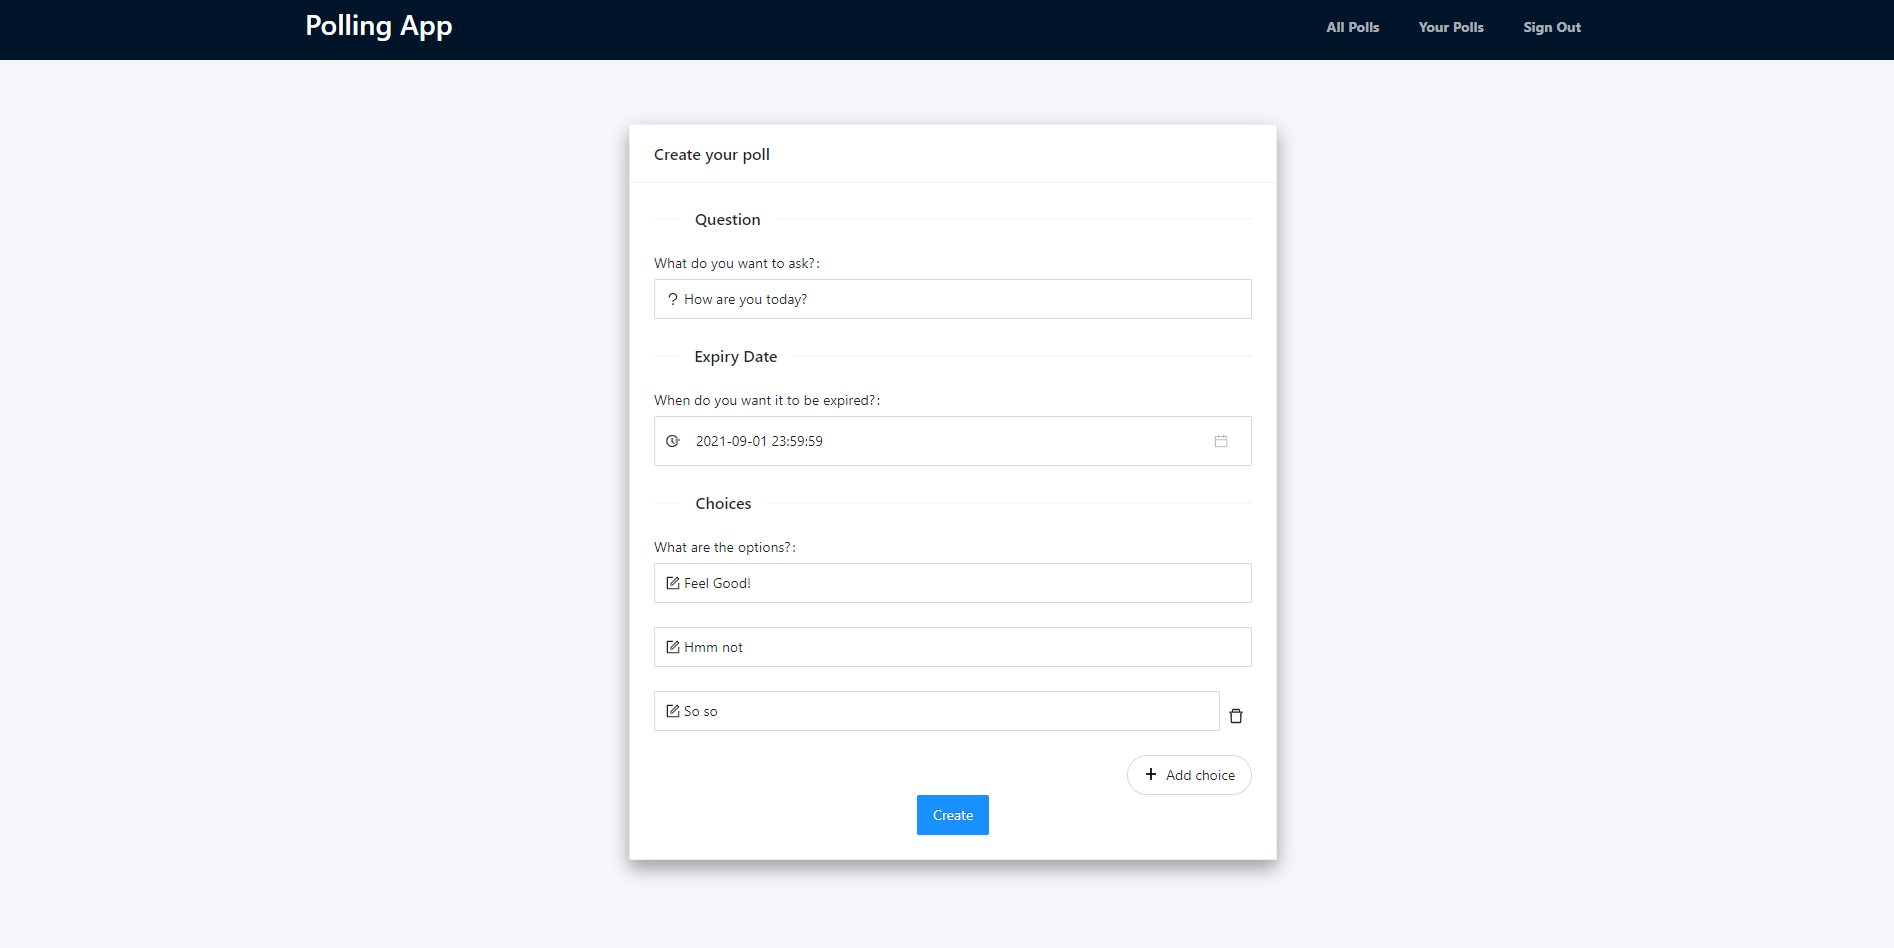 Polling App
All Polls Your Polls Sign Out
Create your poll
Question
What do you want to ask?:
? How are you today?
Expiry Date
When do you want it to be expired?:
2021-09-01 23:59:59
Choices
What are the options?:
Feel Good!
Hmm not
So so
+ Add choice
Create